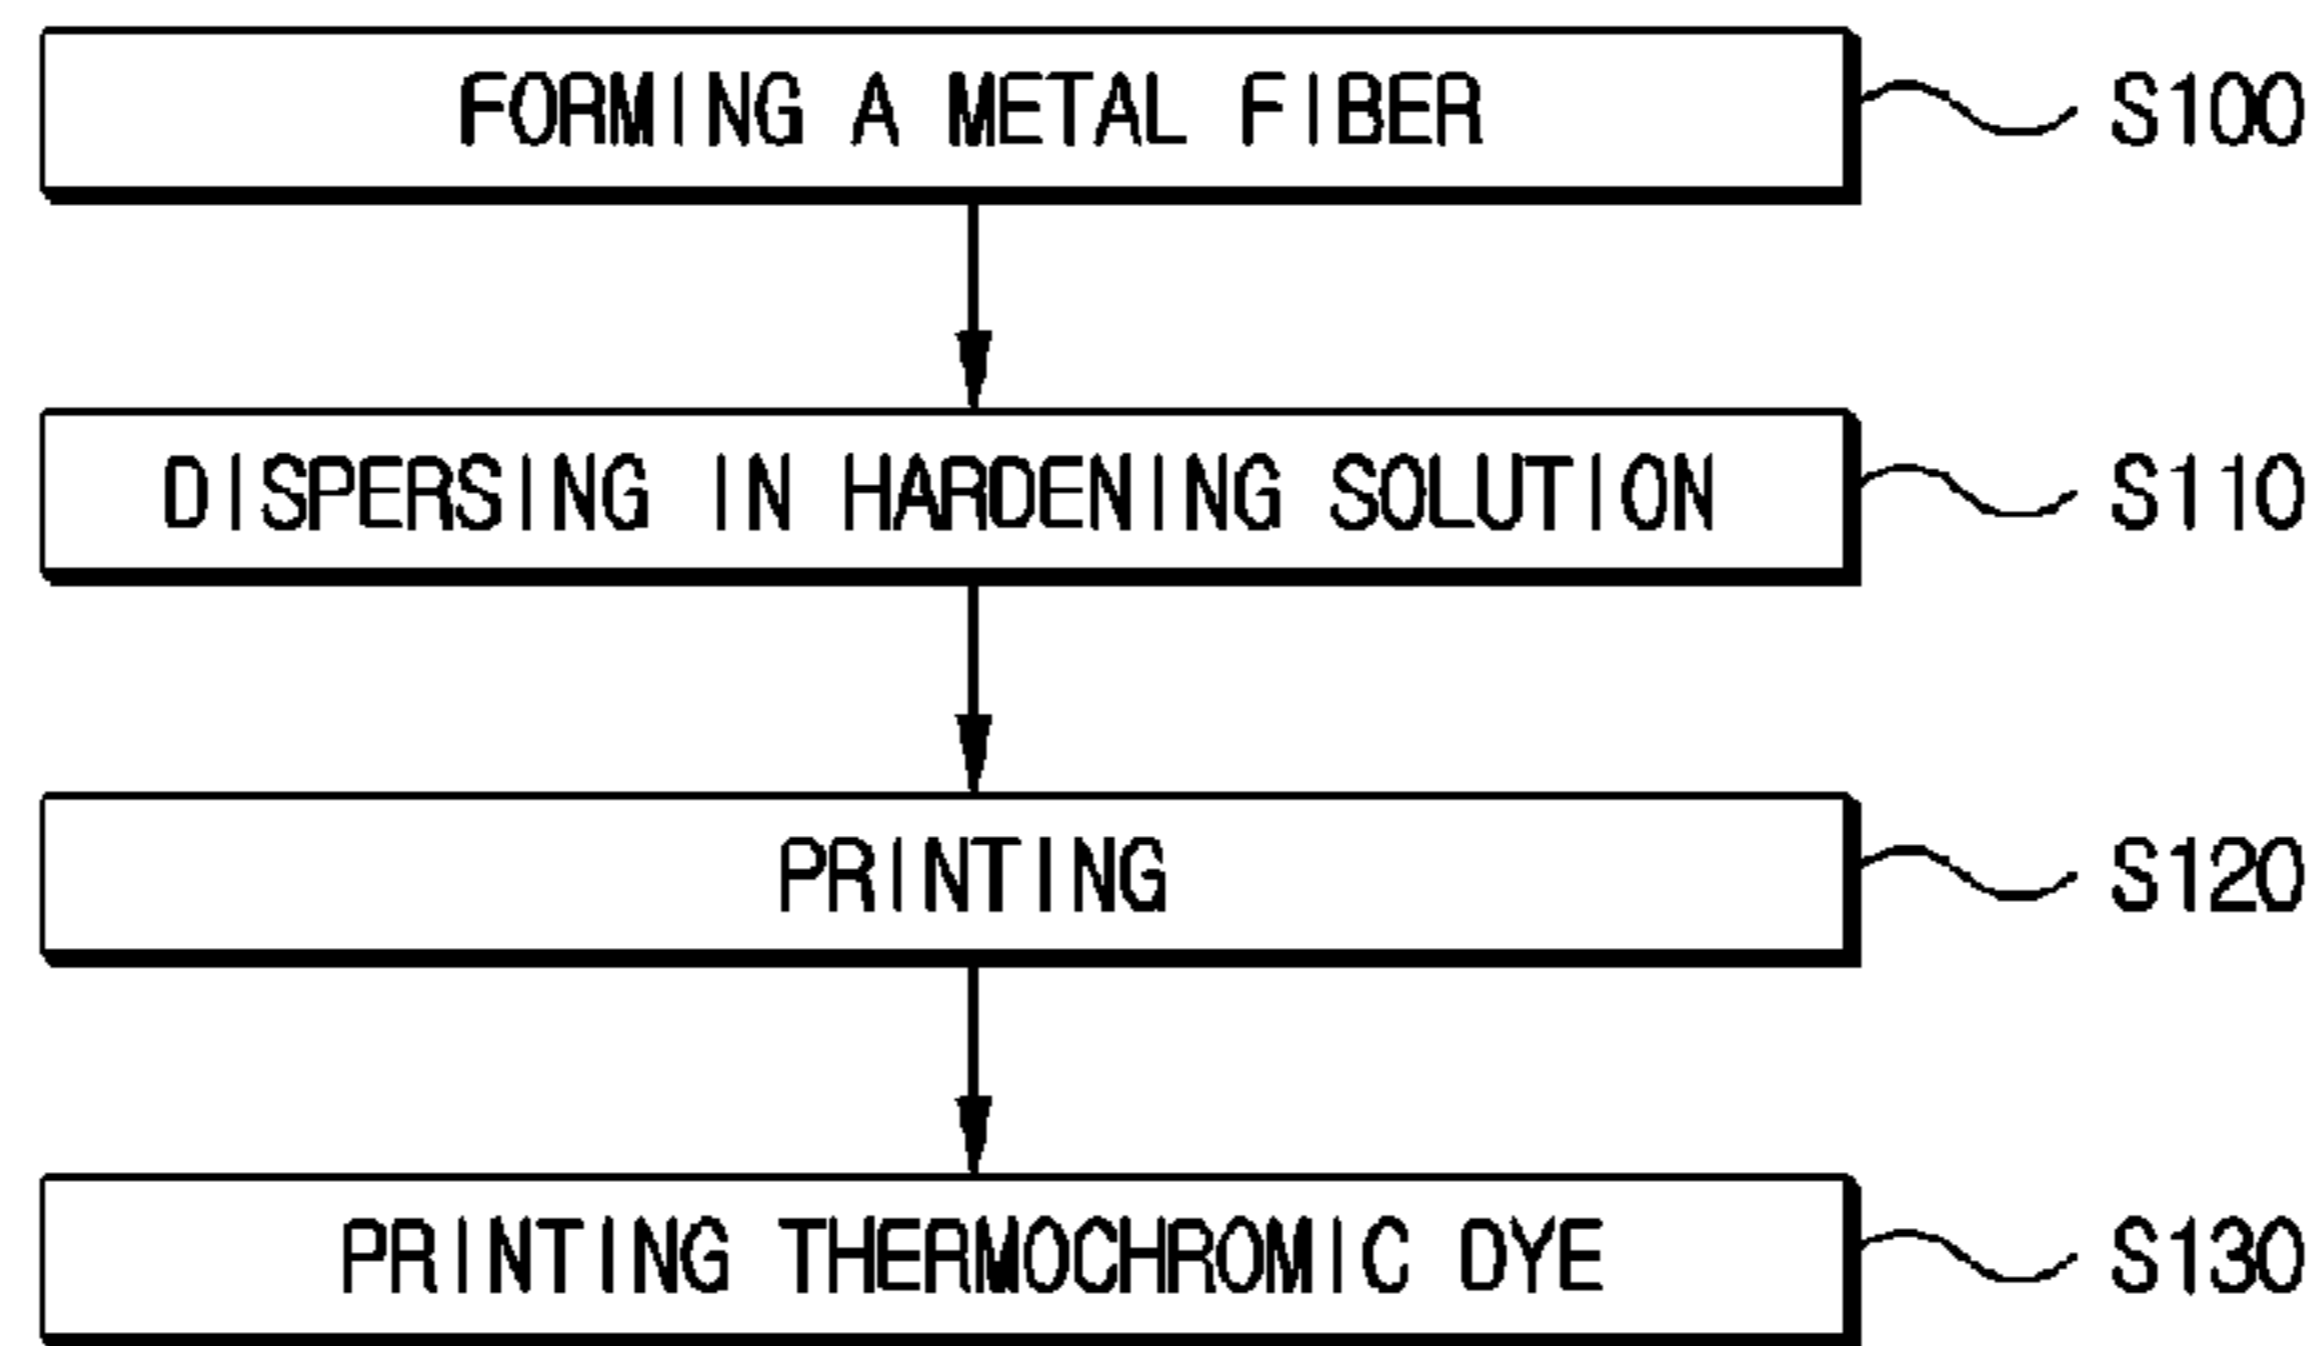 FORMING A METAL FIBER S100
DISPERSING IN HARDENING SOLUTION S110
PRINTING S120
PRINTING THERMOCHROMIC DYE S130